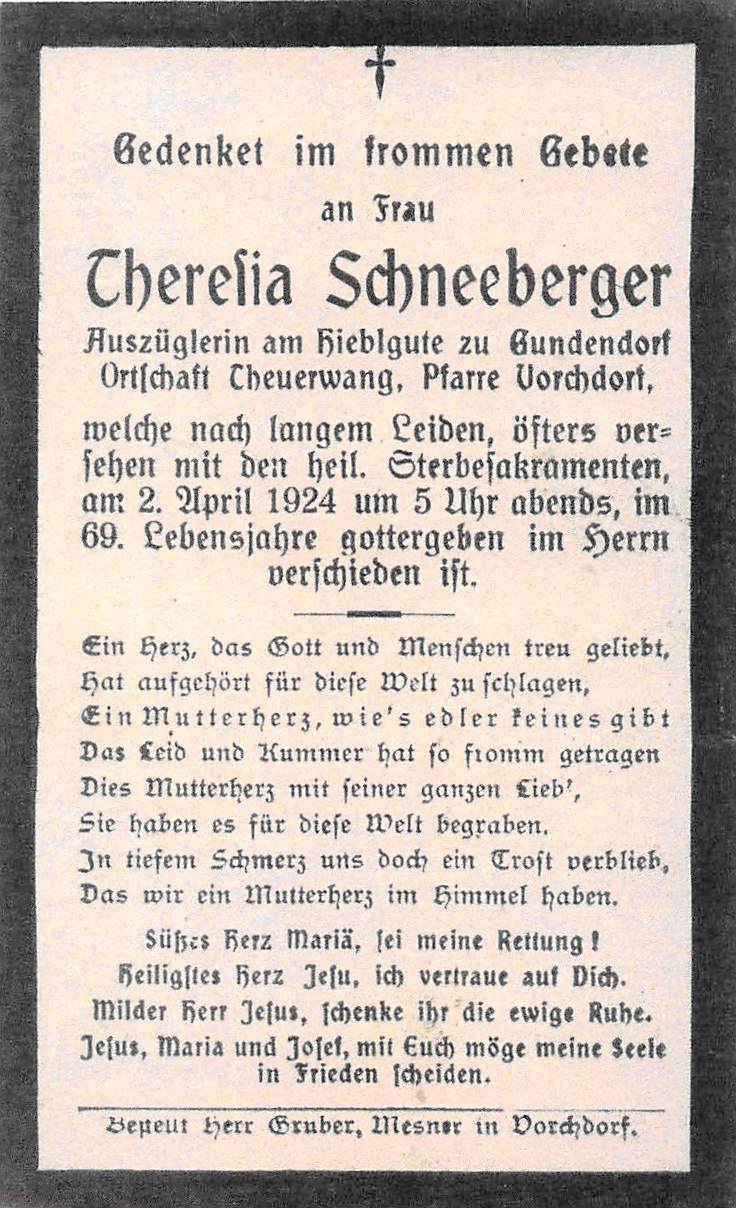 Gedenket im frommen Gebete
an Frau
Theresia Schneeberger
Auszüglerin am Hieblgute zu Gundendorf
Ortschaft Theuerwang, Pfarre Vorchdorf,
welche nach langem Leiden, öfters ver-
sehen mit den heil. Sterbesakramenten,
am 2. April 1924 um 5 Uhr abends, im
69. Lebensjahre gottergeben im Herrn
verschieden ist.
Ein Herz, das Gott und Menschen treu geliebt,
Hat aufgehört für diese Welt zu schlagen,
Ein Mutterherz, wie's edler keines gibt
Das Leid und Kummer hat so fromm getragen
Dies Mutterherz mit seiner ganzen Lieb',
Sie haben es für diese Welt begraben.
In tiefem Schmerz uns doch ein Trost verblieb,
Das wir ein Mutterherz im Himmel haben.
Süßes Herz Mariä, sei meine Rettung!
Heiligstes Herz Jesu, ich vertraue auf Dich.
Milder Herr Jesus, schenke ihr die ewige Ruhe.
Jesus, Maria und Josef, mit Euch möge meine Seele
in Frieden scheiden.
Bestellt Herr Gruber, Mesner in Vorchdorf.